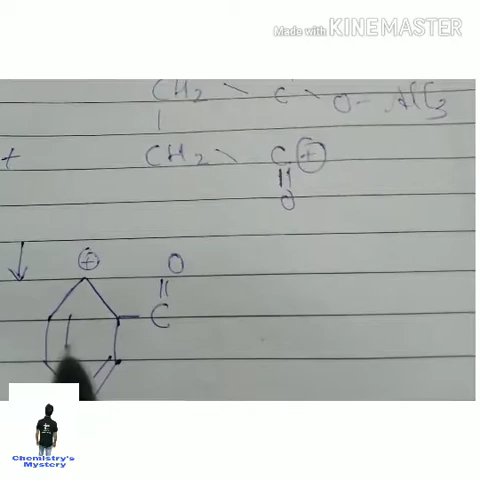 Made with KINEMASTER
CH2 C O- AlCl3
+ CH2 C +
O
+ O
C
Chemistry's
Mystery